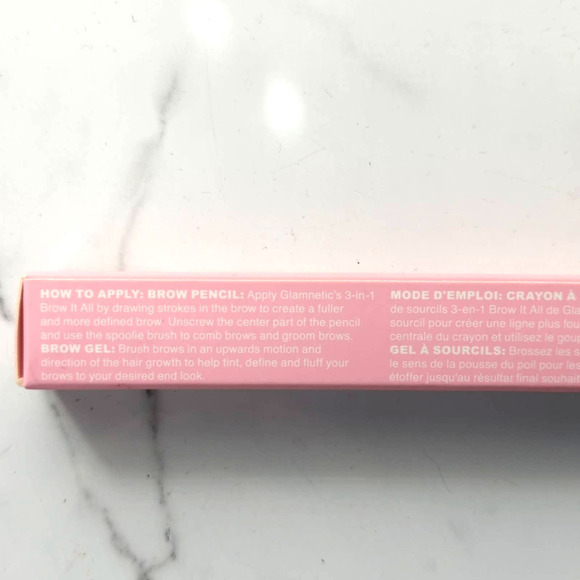 HOW TO APPLY: BROW PENCIL: Apply Glamnetic's 3-in-1
Brow It All by drawing strokes in the brow to create a fuller
and more defined brow. Unscrew the center part of the pencil
and use the spoolie brush to comb brows and groom brows.
BROW GEL: Brush brows in an upwards motion and
direction of the hair growth to help tint, define and fluff your
brows to your desired end look.
MODE D'EMPLOI: CRAYON À
de sourcils 3-en-1 Brow It All de Gla
sourcil pour créer une ligne plus fou
centrale du crayon et utilisez le gou
GEL À SOURCILS: Brossez les s
le sens de la pousse du poil pour les
étoffer jusqu'au résultar final souhai